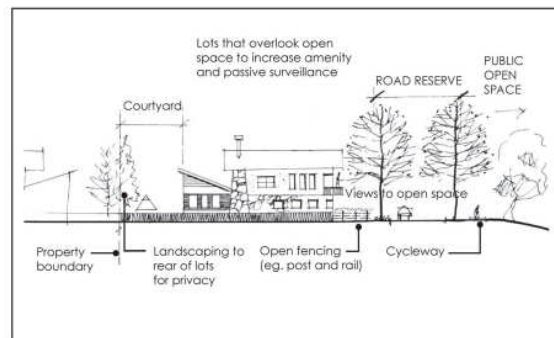 Lots that overlook open
space to increase amenity
and passive surveillance
PUBLIC
OPEN
SPACE
ROAD RESERVE
Courtyard
Views to open space
Property
boundary
Landscaping to
rear of lots
for privacy
Open fencing
(eg. post and rail)
Cycleway